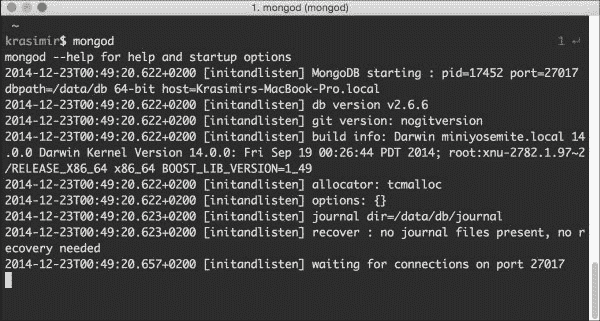 1. mongod (mongod)
~
krasimir$ mongod 1 ↵
mongod --help for help and startup options
2014-12-23T00:49:20.622+0200 [initandlisten] MongoDB starting : pid=17452 port=27017
dbpath=/data/db 64-bit host=Krasimirs-MacBook-Pro.local
2014-12-23T00:49:20.622+0200 [initandlisten] db version v2.6.6
2014-12-23T00:49:20.622+0200 [initandlisten] git version: nogitversion
2014-12-23T00:49:20.622+0200 [initandlisten] build info: Darwin miniyosemite.local 14
.0.0 Darwin Kernel Version 14.0.0: Fri Sep 19 00:26:44 PDT 2014; root:xnu-2782.1.97~2
/RELEASE_X86_64 x86_64 BOOST_LIB_VERSION=1_49
2014-12-23T00:49:20.622+0200 [initandlisten] allocator: tcmalloc
2014-12-23T00:49:20.622+0200 [initandlisten] options: {}
2014-12-23T00:49:20.623+0200 [initandlisten] journal dir=/data/db/journal
2014-12-23T00:49:20.623+0200 [initandlisten] recover : no journal files present, no r
ecovery needed
2014-12-23T00:49:20.657+0200 [initandlisten] waiting for connections on port 27017